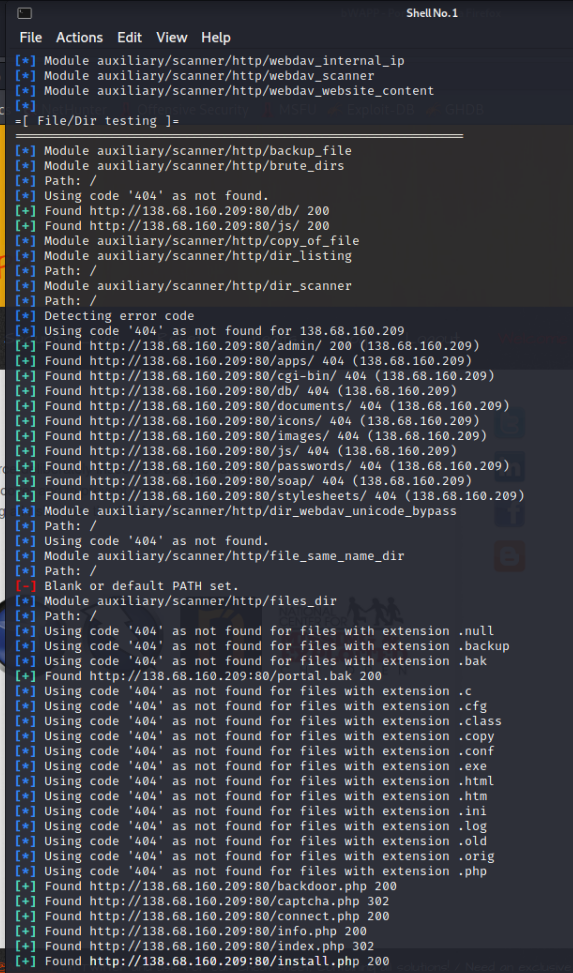 Shell No. 1
File Actions Edit View Help
[*] Module auxiliary/scanner/http/webdav_internal_ip
[*] Module auxiliary/scanner/http/webdav_scanner
[*] Module auxiliary/scanner/http/webdav_website_content
[*]
=[ File/Dir testing ]=
============================================================
[*] Module auxiliary/scanner/http/backup_file
[*] Module auxiliary/scanner/http/brute_dirs
[*] Path: /
[*] Using code '404' as not found.
[+] Found http://138.68.160.209:80/db/ 200
[+] Found http://138.68.160.209:80/js/ 200
[*] Module auxiliary/scanner/http/copy_of_file
[*] Module auxiliary/scanner/http/dir_listing
[*] Path: /
[*] Module auxiliary/scanner/http/dir_scanner
[*] Path: /
[*] Detecting error code
[*] Using code '404' as not found for 138.68.160.209
[+] Found http://138.68.160.209:80/admin/ 200 (138.68.160.209)
[+] Found http://138.68.160.209:80/apps/ 404 (138.68.160.209)
[+] Found http://138.68.160.209:80/cgi-bin/ 404 (138.68.160.209)
[+] Found http://138.68.160.209:80/db/ 404 (138.68.160.209)
[+] Found http://138.68.160.209:80/documents/ 404 (138.68.160.209)
[+] Found http://138.68.160.209:80/icons/ 404 (138.68.160.209)
[+] Found http://138.68.160.209:80/images/ 404 (138.68.160.209)
[+] Found http://138.68.160.209:80/js/ 404 (138.68.160.209)
[+] Found http://138.68.160.209:80/passwords/ 404 (138.68.160.209)
[+] Found http://138.68.160.209:80/soap/ 404 (138.68.160.209)
[+] Found http://138.68.160.209:80/stylesheets/ 404 (138.68.160.209)
[*] Module auxiliary/scanner/http/dir_webdav_unicode_bypass
[*] Path: /
[*] Using code '404' as not found.
[*] Module auxiliary/scanner/http/file_same_name_dir
[*] Path: /
[-] Blank or default PATH set.
[*] Module auxiliary/scanner/http/files_dir
[*] Path: /
[*] Using code '404' as not found for files with extension .null
[*] Using code '404' as not found for files with extension .backup
[*] Using code '404' as not found for files with extension .bak
[+] Found http://138.68.160.209:80/portal.bak 200
[*] Using code '404' as not found for files with extension .c
[*] Using code '404' as not found for files with extension .cfg
[*] Using code '404' as not found for files with extension .class
[*] Using code '404' as not found for files with extension .copy
[*] Using code '404' as not found for files with extension .conf
[*] Using code '404' as not found for files with extension .exe
[*] Using code '404' as not found for files with extension .html
[*] Using code '404' as not found for files with extension .htm
[*] Using code '404' as not found for files with extension .ini
[*] Using code '404' as not found for files with extension .log
[*] Using code '404' as not found for files with extension .old
[*] Using code '404' as not found for files with extension .orig
[*] Using code '404' as not found for files with extension .php
[+] Found http://138.68.160.209:80/backdoor.php 200
[+] Found http://138.68.160.209:80/captcha.php 302
[+] Found http://138.68.160.209:80/connect.php 200
[+] Found http://138.68.160.209:80/info.php 200
[+] Found http://138.68.160.209:80/index.php 302
[+] Found http://138.68.160.209:80/install.php 200